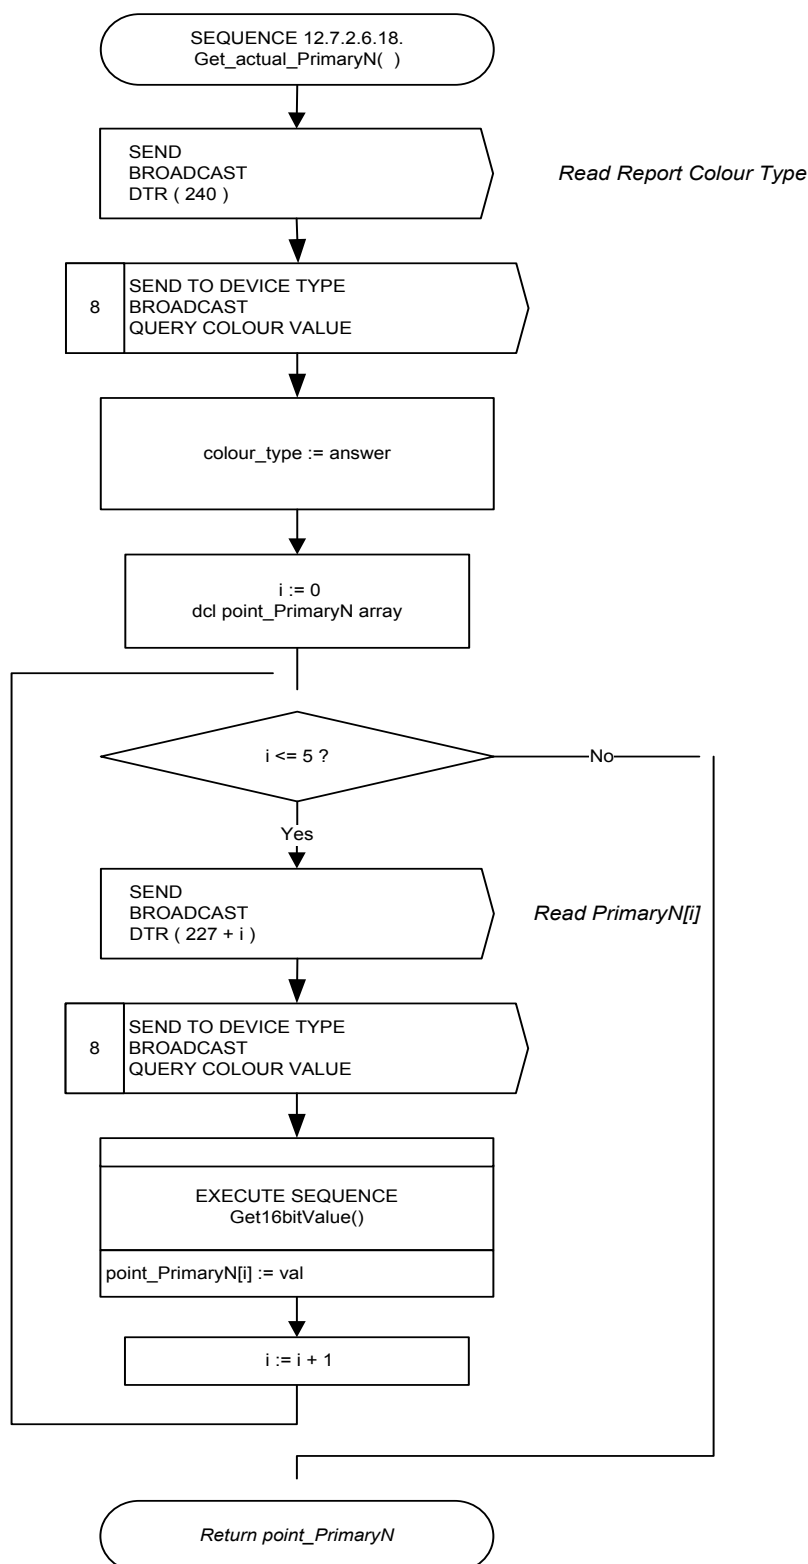 SEQUENCE 12.7.2.6.18.
Get_actual_PrimaryN(  )
SEND
BROADCAST
DTR ( 240 )
Read Report Colour Type
8
SEND TO DEVICE TYPE
BROADCAST
QUERY COLOUR VALUE
colour_type := answer
i := 0
dcl point_PrimaryN array
i <= 5 ?
No
Yes
SEND
BROADCAST
DTR ( 227 + i )
Read PrimaryN[i]
8
SEND TO DEVICE TYPE
BROADCAST
QUERY COLOUR VALUE
EXECUTE SEQUENCE
Get16bitValue()
point_PrimaryN[i] := val
i := i + 1
Return point_PrimaryN